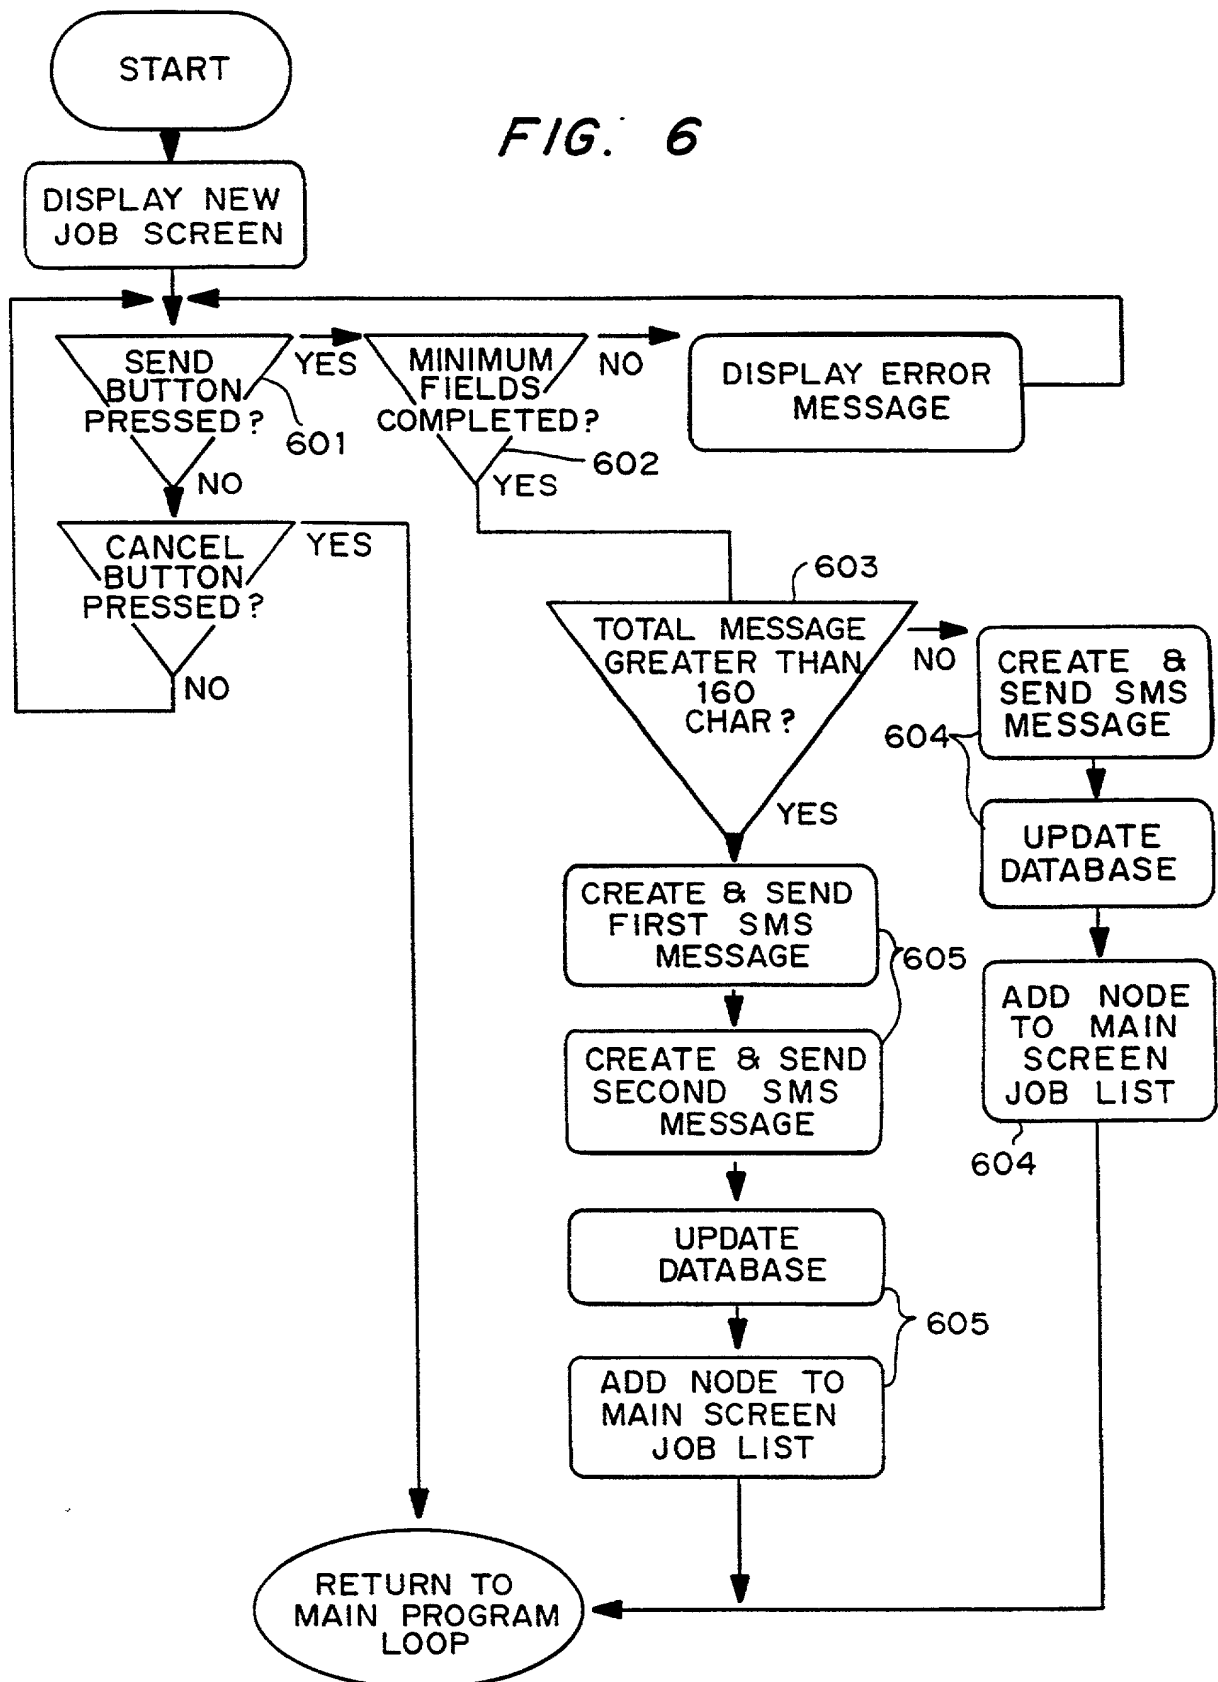 START
FIG. 6
DISPLAY NEW
JOB SCREEN
SEND
BUTTON
PRESSED?
YES
601
NO
MINIMUM
FIELDS
COMPLETED?
NO
602
YES
DISPLAY ERROR
MESSAGE
CANCEL
BUTTON
PRESSED?
YES
NO
603
TOTAL MESSAGE
GREATER THAN
160
CHAR?
NO
YES
CREATE &
SEND SMS
MESSAGE
604
UPDATE
DATABASE
ADD NODE
TO MAIN
SCREEN
JOB LIST
604
CREATE & SEND
FIRST SMS
MESSAGE
605
CREATE & SEND
SECOND SMS
MESSAGE
UPDATE
DATABASE
605
ADD NODE TO
MAIN SCREEN
JOB LIST
RETURN TO
MAIN PROGRAM
LOOP